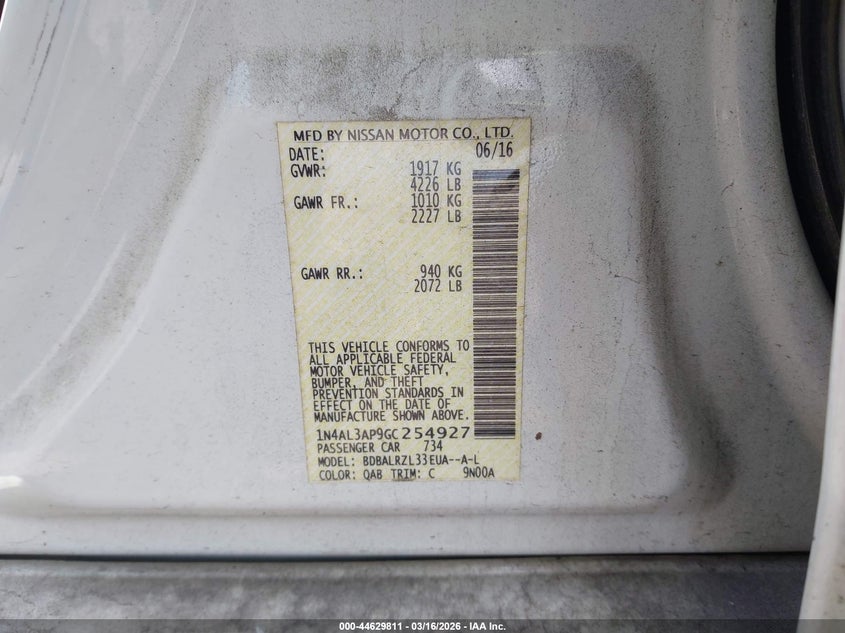 MFD BY NISSAN MOTOR CO., LTD.
DATE: 06/16
GVWR: 1917 KG
4226 LB
GAWR FR.: 1010 KG
2227 LB
GAWR RR.: 940 KG
2072 LB
THIS VEHICLE CONFORMS TO
ALL APPLICABLE FEDERAL
MOTOR VEHICLE SAFETY,
BUMPER, AND THEFT
PREVENTION STANDARDS IN
EFFECT ON THE DATE OF
MANUFACTURE SHOWN ABOVE.
1N4AL3AP9GC254927
PASSENGER CAR 734
MODEL: BDBALRZL33EUA--A-L
COLOR: QAB TRIM: C 9N00A
000-44629811 - 03/16/2026 - IAA Inc.